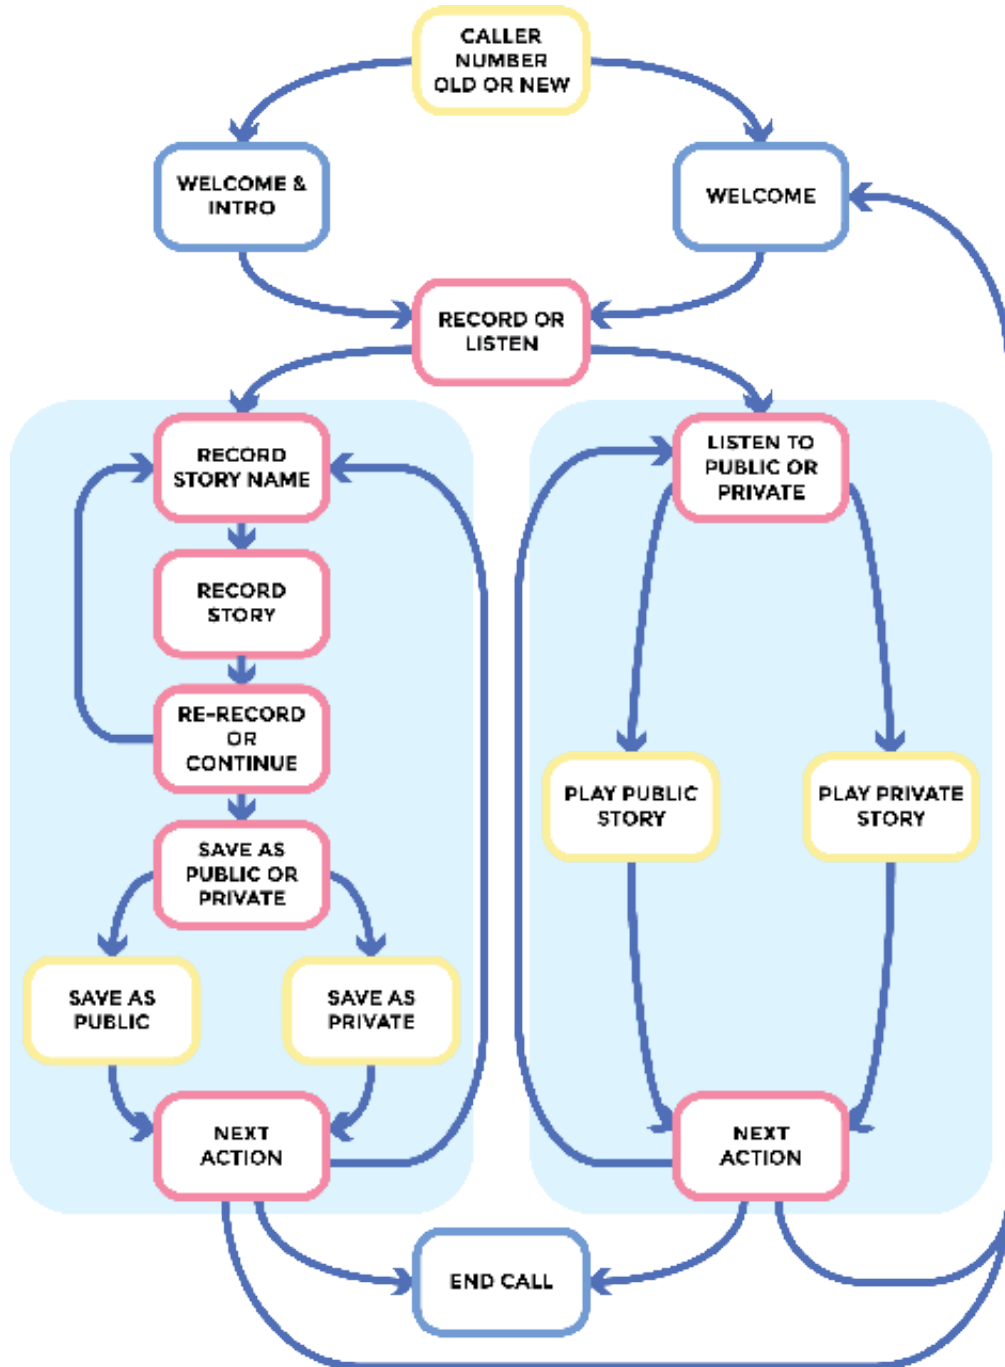 CALLER
NUMBER
OLD OR NEW
WELCOME &
INTRO
WELCOME
RECORD OR
LISTEN
RECORD
STORY NAME
LISTEN TO
PUBLIC OR
PRIVATE
RECORD
STORY
RE-RECORD
OR
CONTINUE
PLAY PUBLIC
STORY
PLAY PRIVATE
STORY
SAVE AS
PUBLIC OR
PRIVATE
SAVE AS
PUBLIC
SAVE AS
PRIVATE
NEXT
ACTION
NEXT
ACTION
END CALL